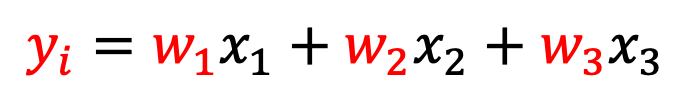 yᵢ = w₁x₁ + w₂x₂ + w₃x₃